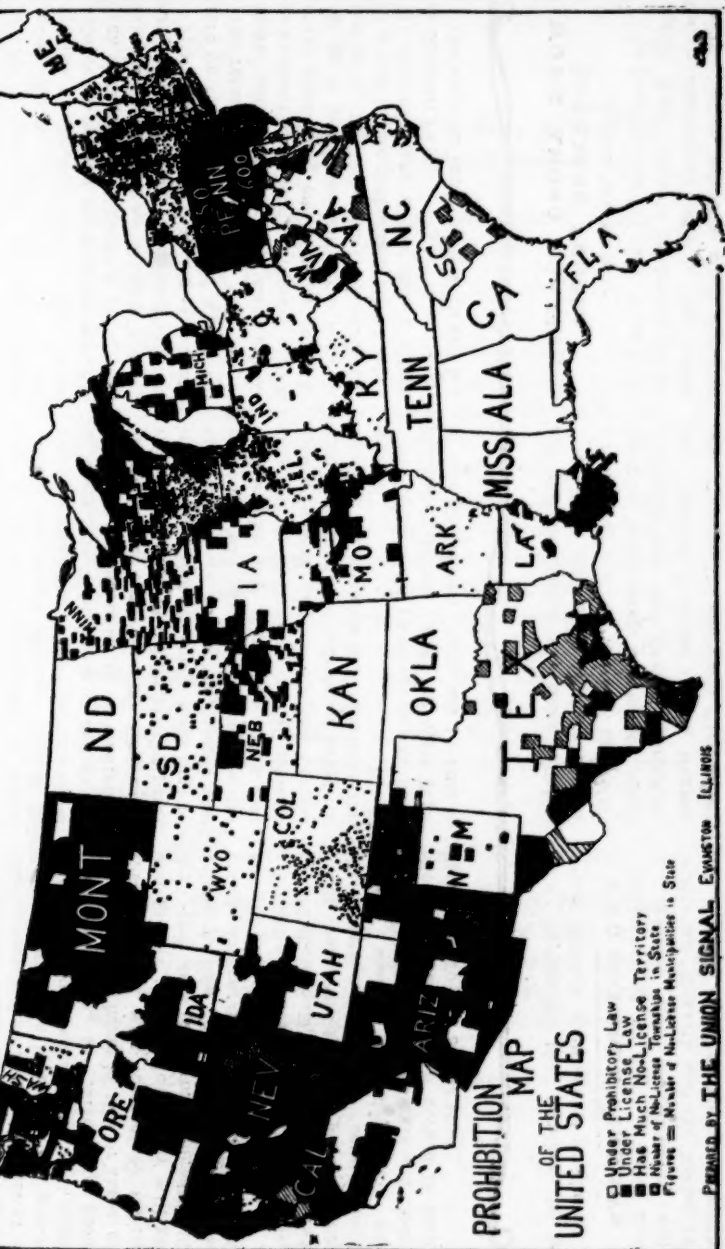 ME
NH
MONT
ND
MINN
WASH
MICH
250
PENN
600
ORE
IDA
SD
WYO
IA
NEB
ILL
IND
O
W VA
VA
NEV
UTAH
COL
KAN
MO
KY
CAL
TENN
NC
ARIZ
N M
OKLA
ARK
SC
MISS
ALA
GA
TEX
LA
FLA
PROHIBITION
MAP
OF THE
UNITED STATES
Under Prohibitory Law
Under License Law
Has Much No-License Territory
Number of No-License Townships in State
Figures = Number of No-License Municipalities in State
PREPARED BY THE UNION SIGNAL EVANSTON ILLINOIS